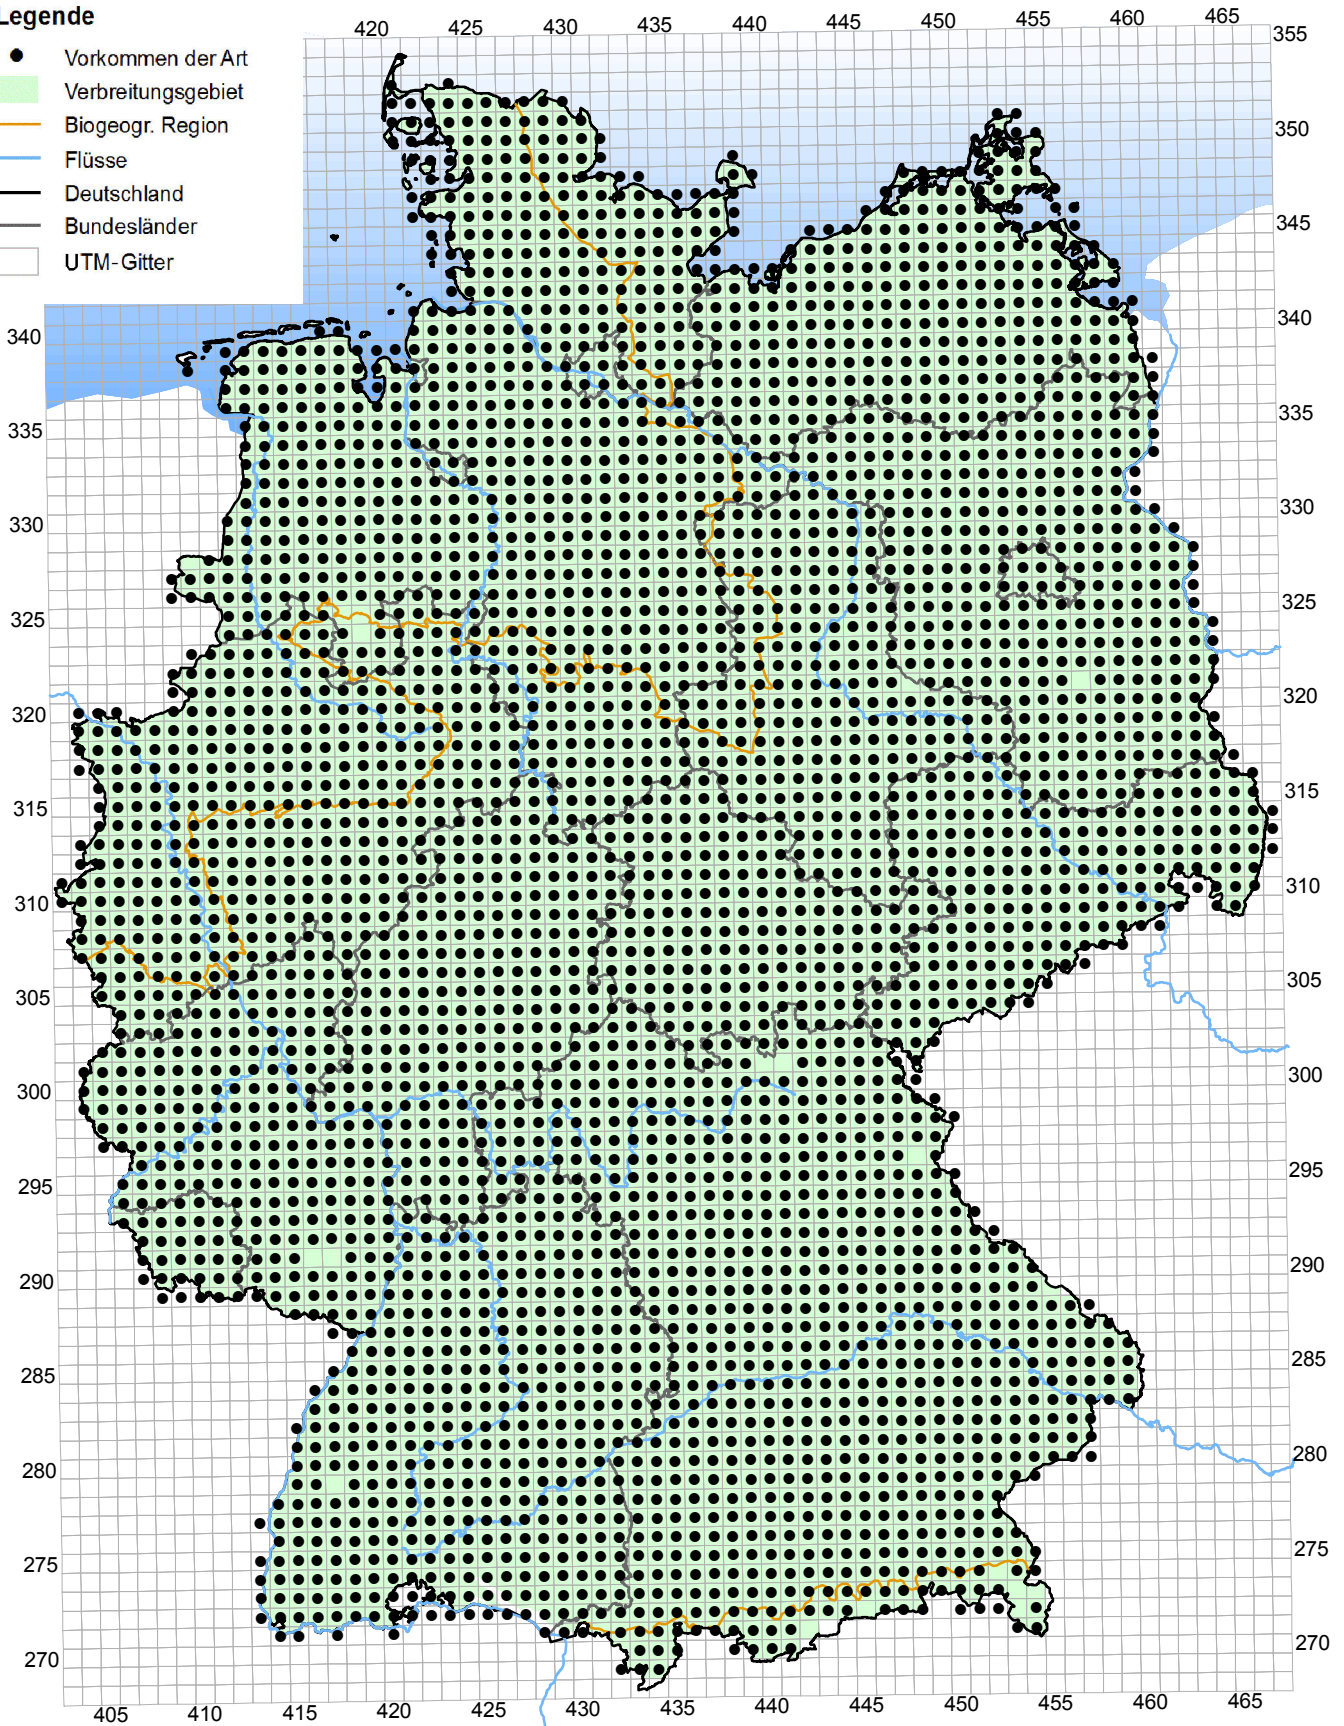 Legende
Vorkommen der Art
Verbreitungsgebiet
Biogeogr. Region
Flüsse
Deutschland
Bundesländer
UTM-Gitter
420 425 430 435 440 445 450 455 460 465
355
350
345
340 340
335 335
330 330
325 325
320 320
315 315
310 310
305 305
300 300
295 295
290 290
285 285
280 280
275 275
270 270
405 410 415 420 425 430 435 440 445 450 455 460 465